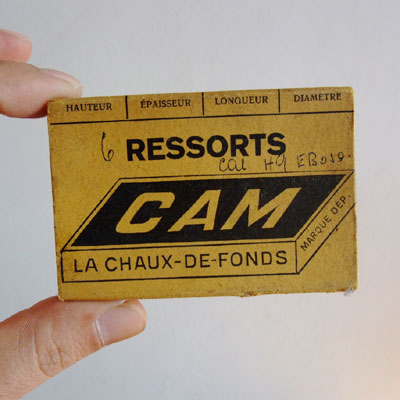 HAUTEUR ÉPAISSEUR LONGUEUR DIAMÈTRE
6 RESSORTS
CAM
MARQUE DÉP.
LA CHAUX-DE-FONDS